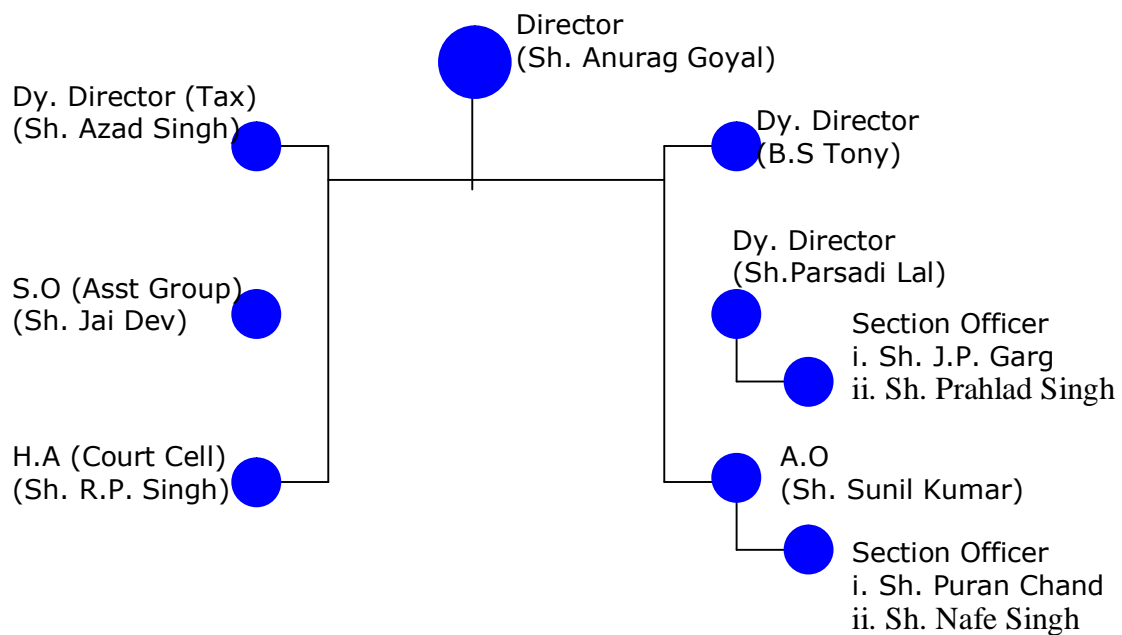 Director
(Sh. Anurag Goyal)
Dy. Director (Tax)
(Sh. Azad Singh)
Dy. Director
(B.S Tony)
S.O (Asst Group)
(Sh. Jai Dev)
Dy. Director
(Sh.Parsadi Lal)
Section Officer
i. Sh. J.P. Garg
ii. Sh. Prahlad Singh
H.A (Court Cell)
(Sh. R.P. Singh)
A.O
(Sh. Sunil Kumar)
Section Officer
i. Sh. Puran Chand
ii. Sh. Nafe Singh